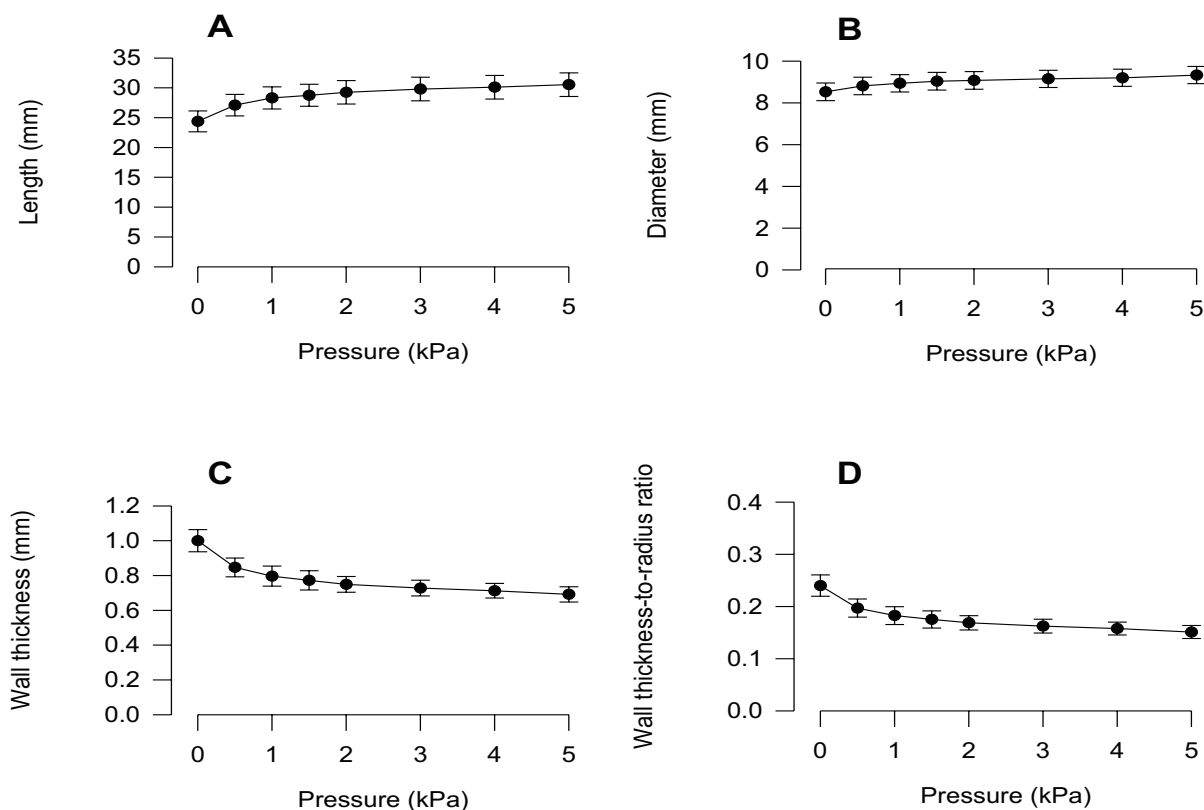 A
35
30
25
20
15
10
5
0
Length (mm)
0 1 2 3 4 5
Pressure (kPa)
B
10
8
6
4
2
0
Diameter (mm)
0 1 2 3 4 5
Pressure (kPa)
C
1.2
1.0
0.8
0.6
0.4
0.2
0.0
Wall thickness (mm)
0 1 2 3 4 5
Pressure (kPa)
D
0.4
0.3
0.2
0.1
0.0
Wall thickness-to-radius ratio
0 1 2 3 4 5
Pressure (kPa)